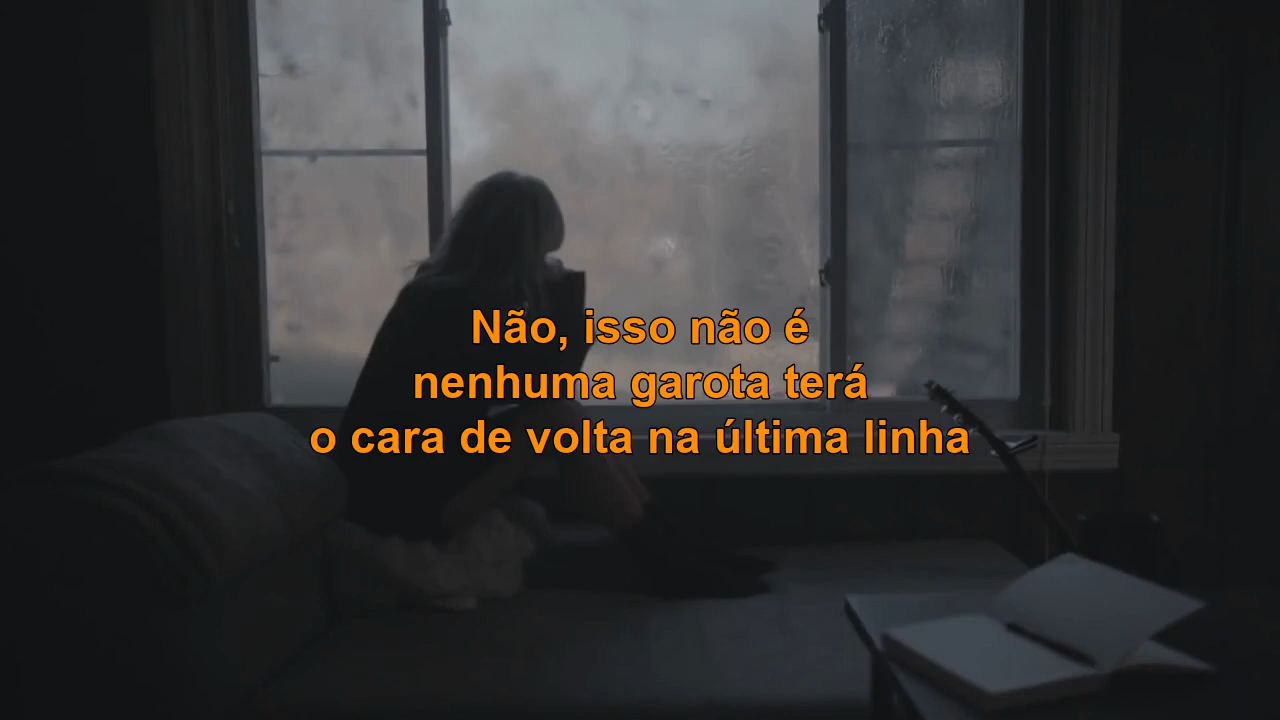 Não, isso não é
nenhuma garota terá
o cara de volta na última linha